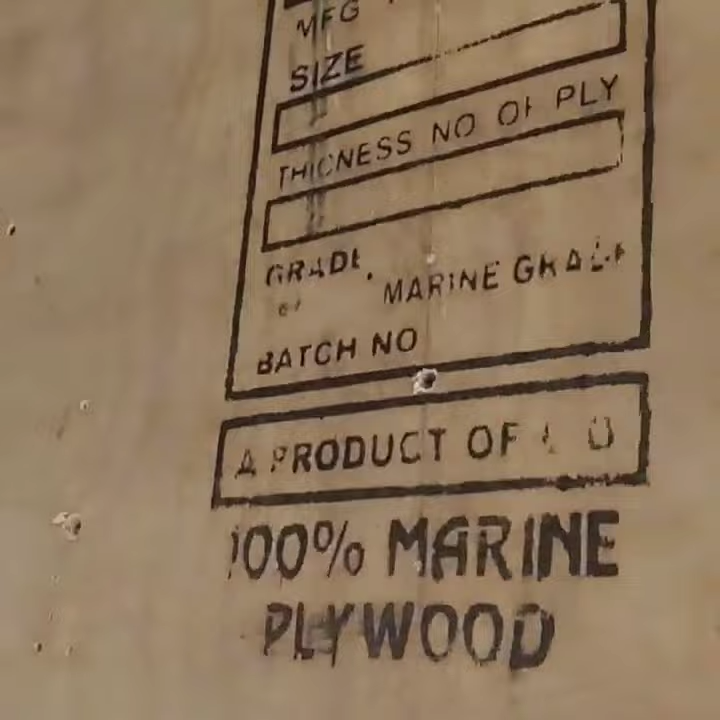 MFG
SIZE
THICNESS NO OF PLY
GRADE
MARINE GRADE
BATCH NO
A PRODUCT OF
100% MARINE
PLYWOOD